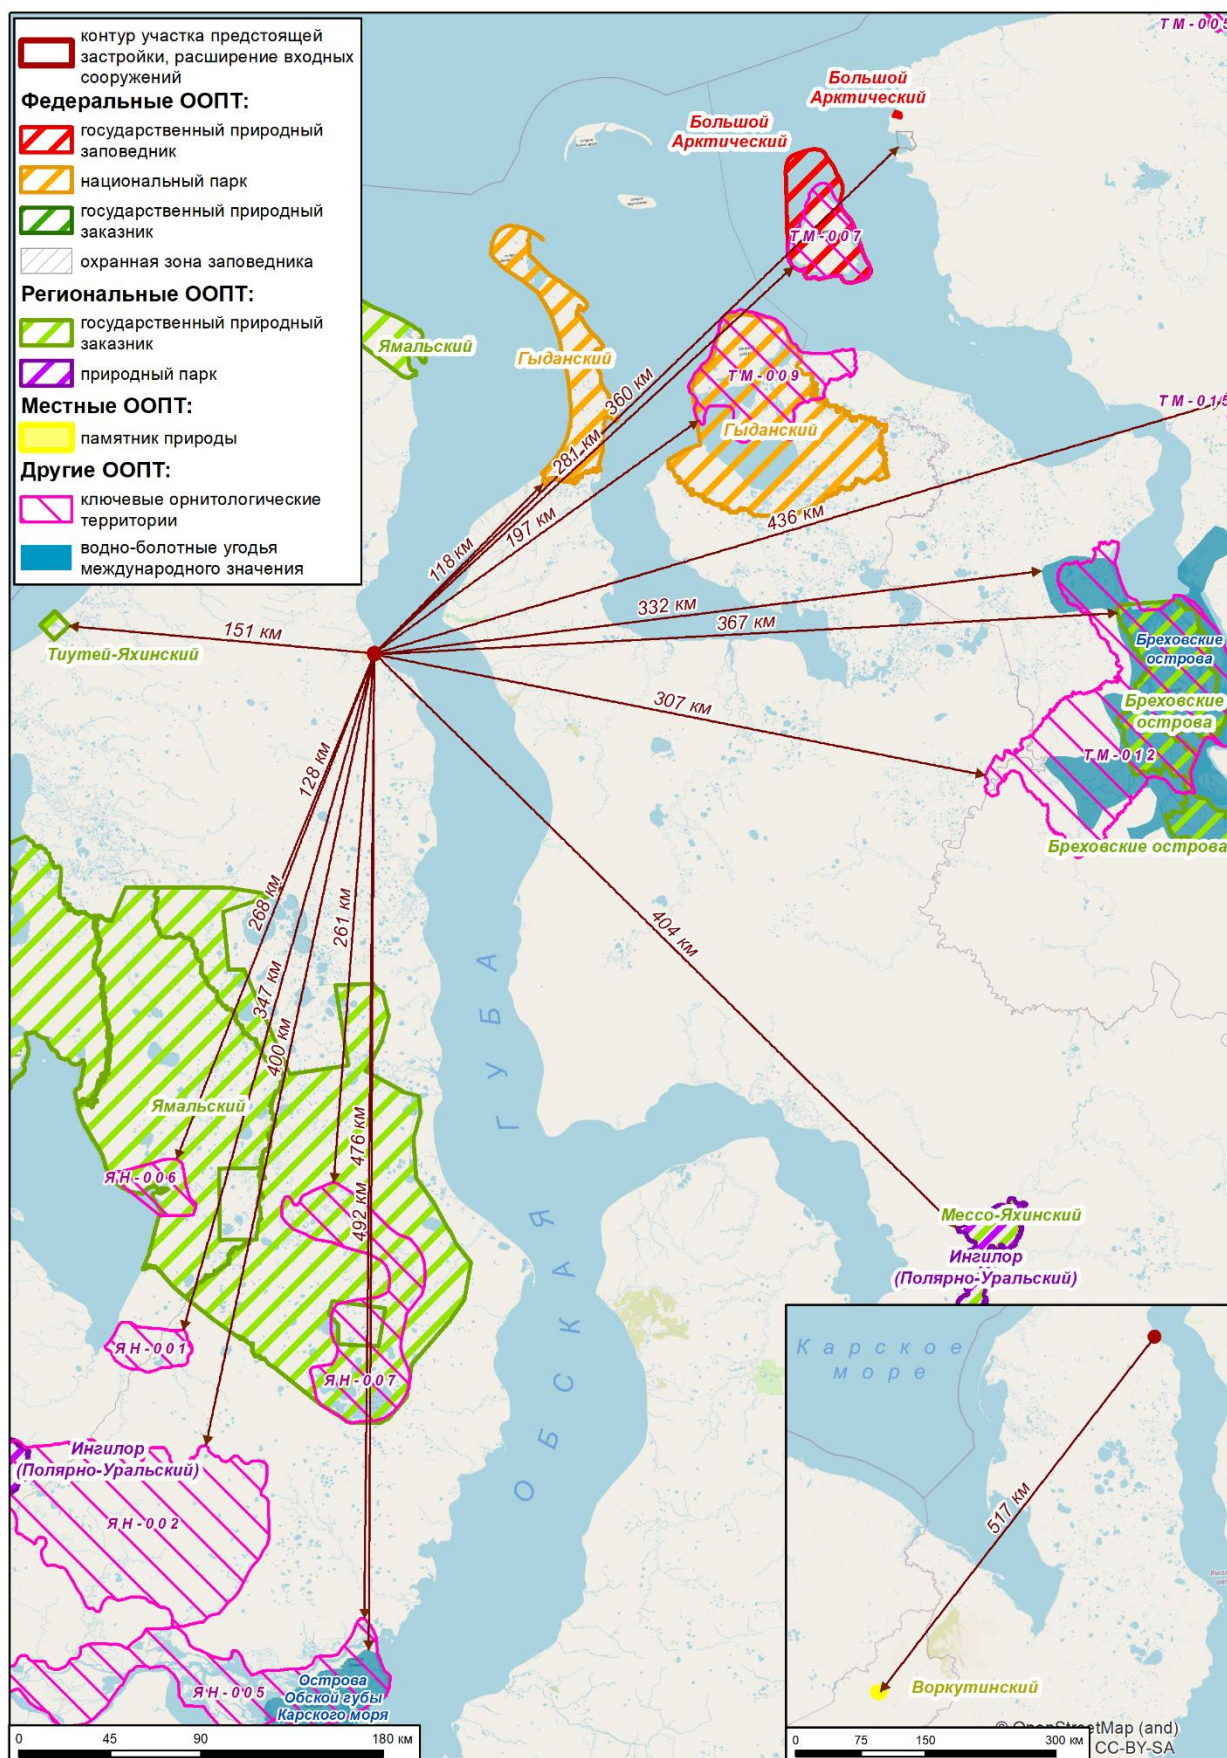 контур участка предстоящей
застройки, расширение входных
сооружений
Федеральные ООПТ:
государственный природный
заповедник
национальный парк
государственный природный
заказник
охранная зона заповедника
Региональные ООПТ:
государственный природный
заказник
природный парк
Местные ООПТ:
памятник природы
Другие ООПТ:
ключевые орнитологические
территории
водно-болотные угодья
международного значения
ТМ-005
Большой
Арктический
Большой
Арктический
ТМ-007
Ямальский
Гыданский
ТМ-009
Гыданский
ТМ-015
360 км
281 км
197 км
118 км
436 км
332 км
367 км
151 км
Тиутей-Яхинский
Бреховские
острова
Бреховские
острова
307 км
ТМ-012
Бреховские острова
128 км
268 км
261 км
404 км
347 км
400 км
476 км
492 км
Ямальский
ЯН-006
ОБСКАЯ ГУБА
Мессо-Яхинский
Ингилор
(Полярно-Уральский)
ЯН-001
ЯН-007
Ингилор
(Полярно-Уральский)
ЯН-002
ЯН-005
Острова
Обской губы
Карского моря
Карское
море
517 км
Воркутинский
© OpenStreetMap (and)
CC-BY-SA
0 45 90 180 км
0 75 150 300 км